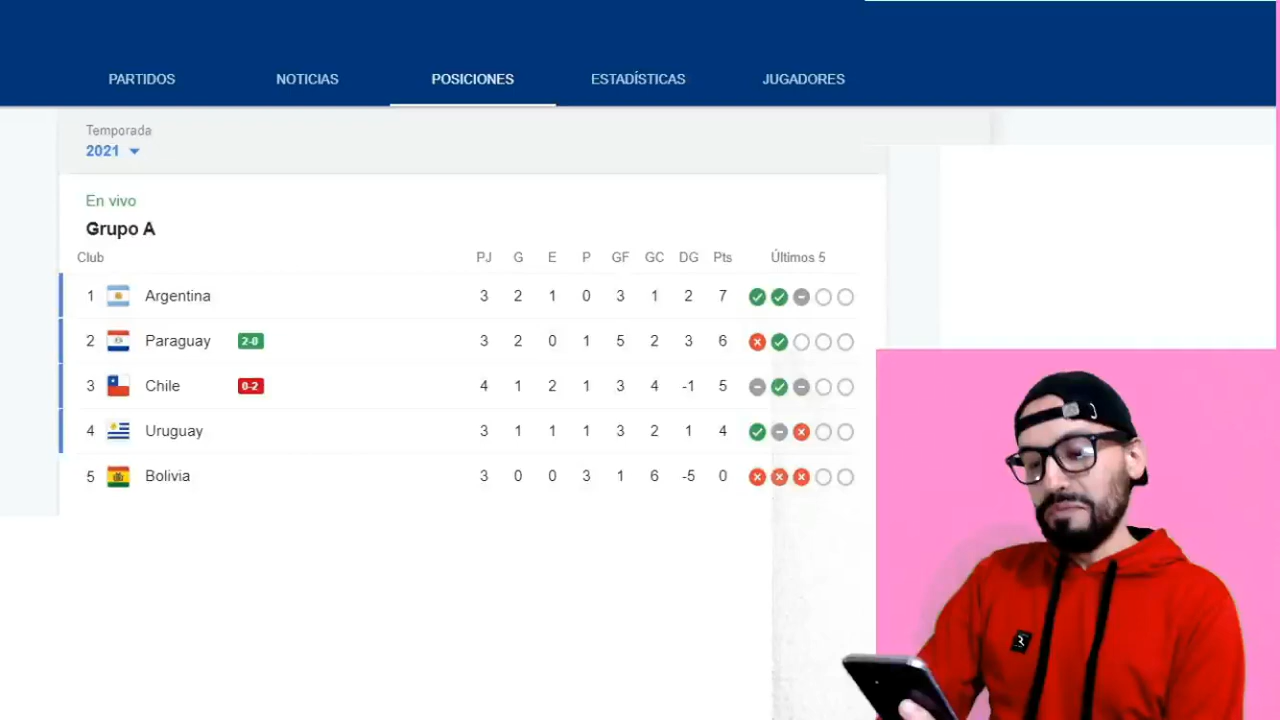 PARTIDOS NOTICIAS POSICIONES ESTADÍSTICAS JUGADORES
Temporada
2021
En vivo
Grupo A
Club PJ G E P GF GC DG Pts Últimos 5
1 Argentina 3 2 1 0 3 1 2 7
2 Paraguay 2-0 3 2 0 1 5 2 3 6
3 Chile 0-2 4 1 2 1 3 4 -1 5
4 Uruguay 3 1 1 1 3 2 1 4
5 Bolivia 3 0 0 3 1 6 -5 0